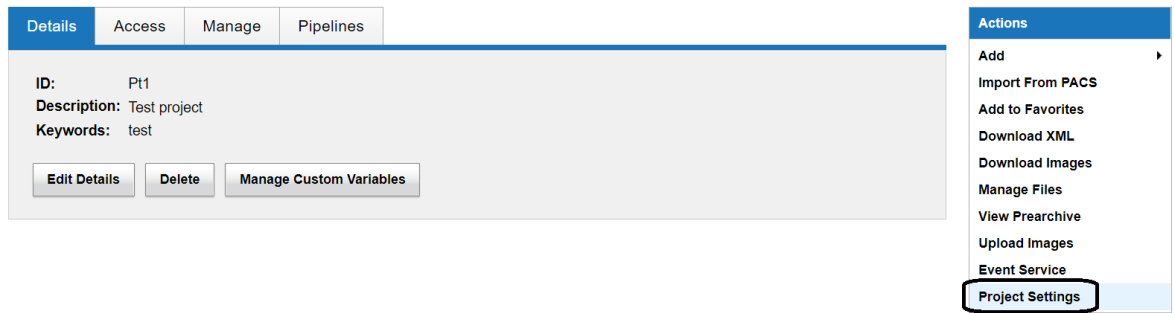 Details Access Manage Pipelines
ID: Pt1
Description: Test project
Keywords: test
Edit Details Delete Manage Custom Variables
Actions
Add
Import From PACS
Add to Favorites
Download XML
Download Images
Manage Files
View Prearchive
Upload Images
Event Service
Project Settings